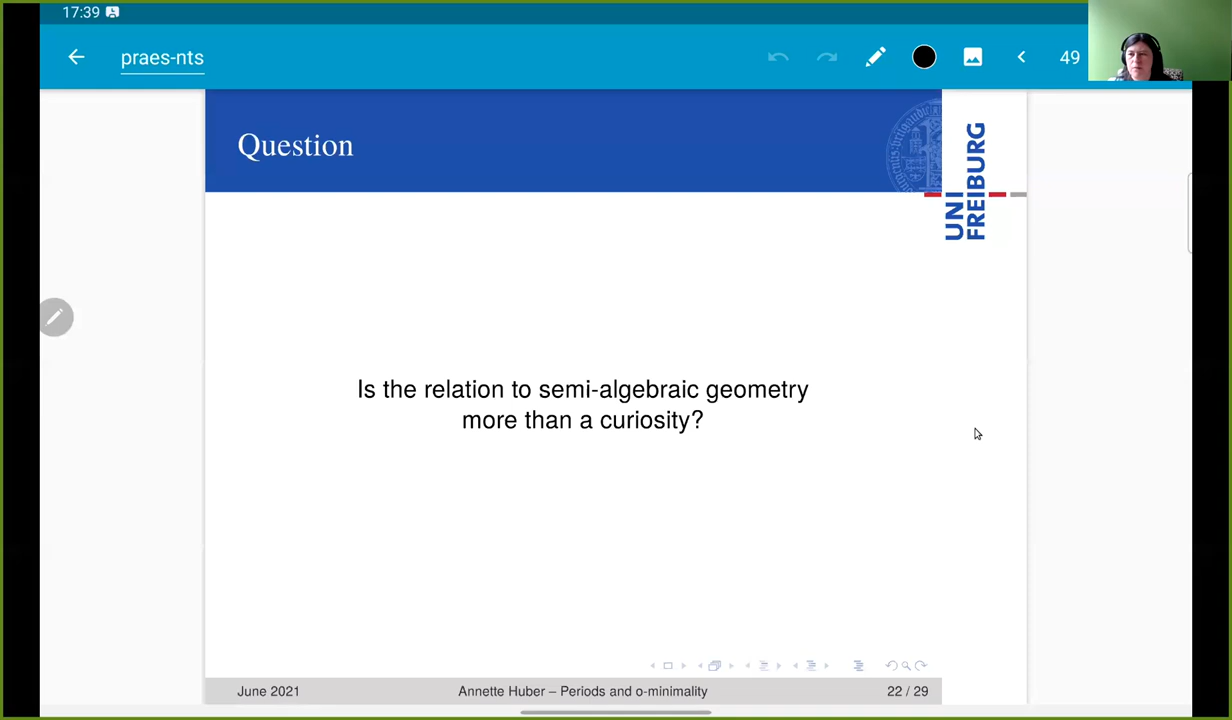 17:39
praes-nts
49
Question
UNI
FREIBURG
Is the relation to semi-algebraic geometry
more than a curiosity?
June 2021
Annette Huber – Periods and o-minimality
22 / 29